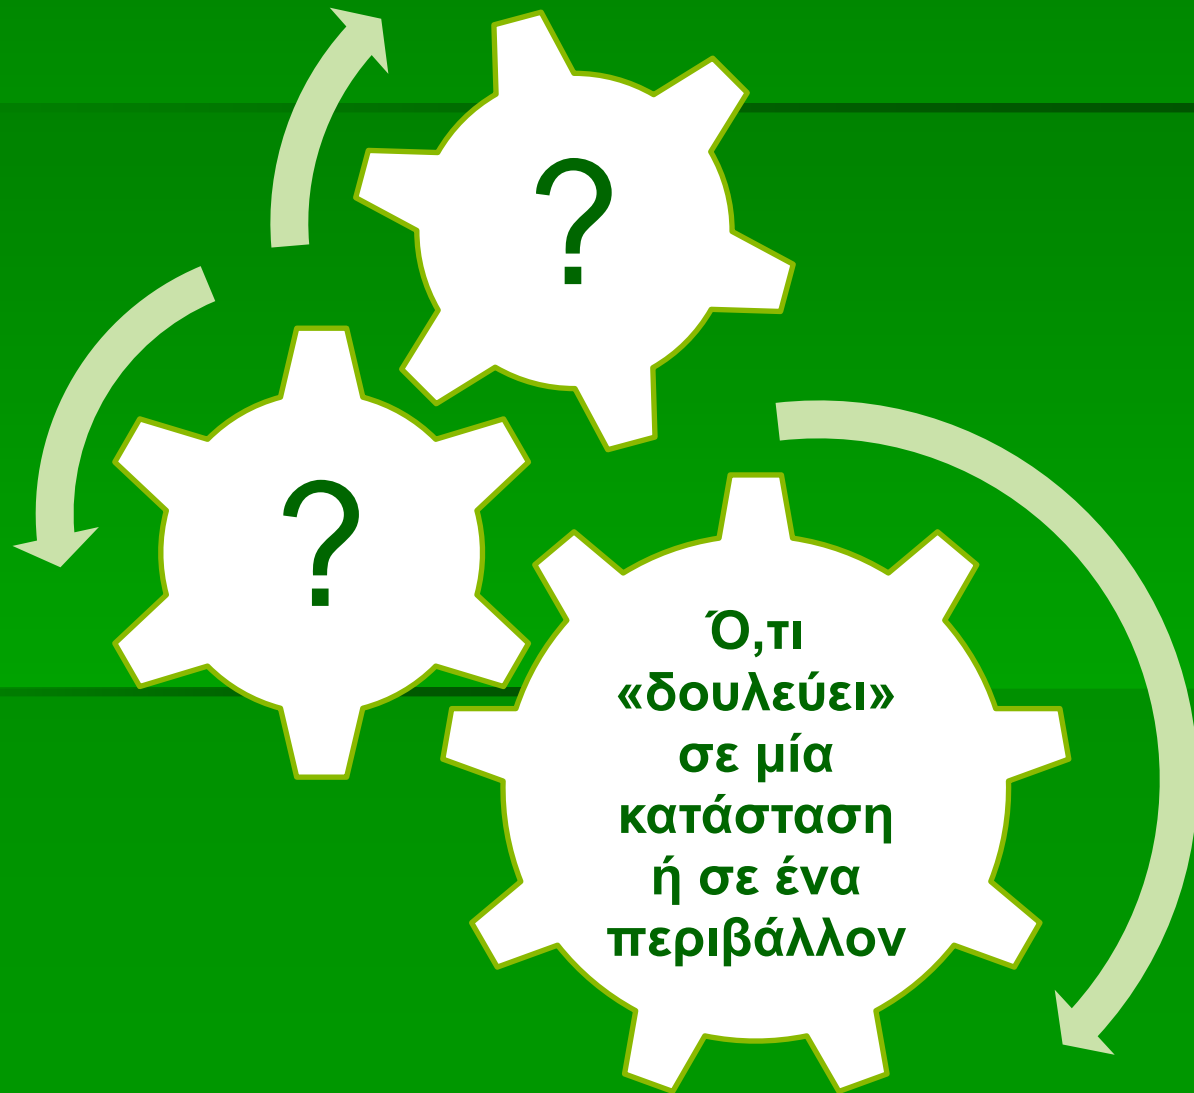 ?
?
Ό,τι
«δουλεύει»
σε μία
κατάσταση
ή σε ένα
περιβάλλον